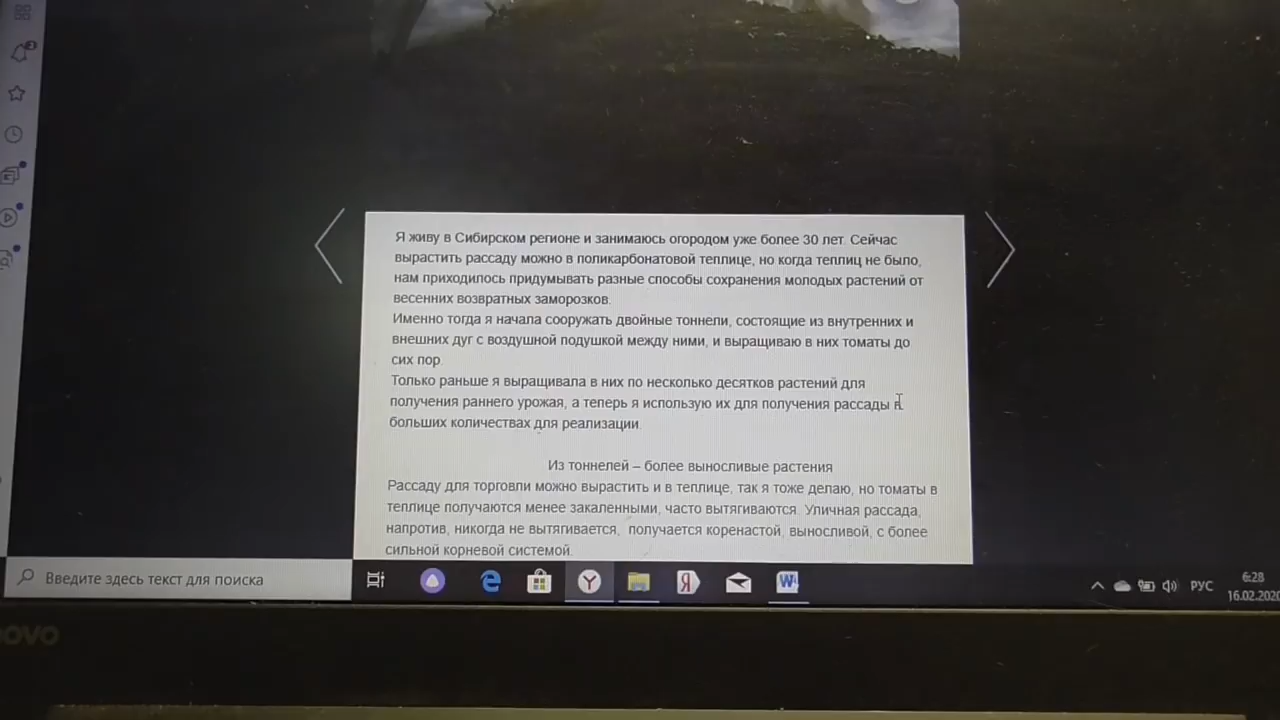 Я живу в Сибирском регионе и занимаюсь огородом уже более 30 лет. Сейчас
вырастить рассаду можно в поликарбонатовой теплице, но когда теплиц не было,
нам приходилось придумывать разные способы сохранения молодых растений от
весенних возвратных заморозков.
Именно тогда я начала сооружать двойные тоннели, состоящие из внутренних и
внешних дуг с воздушной подушкой между ними, и выращиваю в них томаты до
сих пор.
Только раньше я выращивала в них по несколько десятков растений для
получения раннего урожая, а теперь я использую их для получения рассады в
больших количествах для реализации.
Из тоннелей – более выносливые растения
Рассаду для торговли можно вырастить и в теплице, так я тоже делаю, но томаты в
теплице получаются менее закаленными, часто вытягиваются. Уличная рассада,
напротив, никогда не вытягивается, получается коренастой, выносливой, с более
сильной корневой системой.
Введите здесь текст для поиска
РУС
6:28
16.02.2020
novo